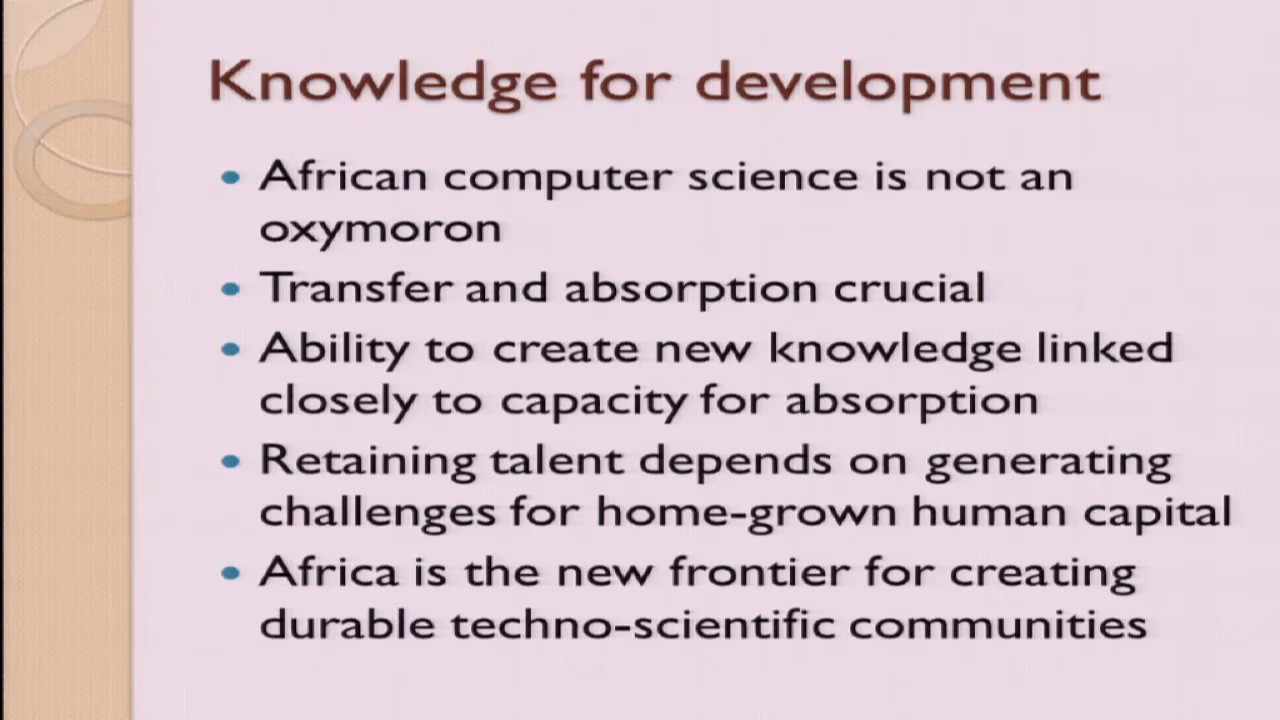 Knowledge for development
• African computer science is not an
oxymoron
• Transfer and absorption crucial
• Ability to create new knowledge linked
closely to capacity for absorption
• Retaining talent depends on generating
challenges for home-grown human capital
• Africa is the new frontier for creating
durable techno-scientific communities